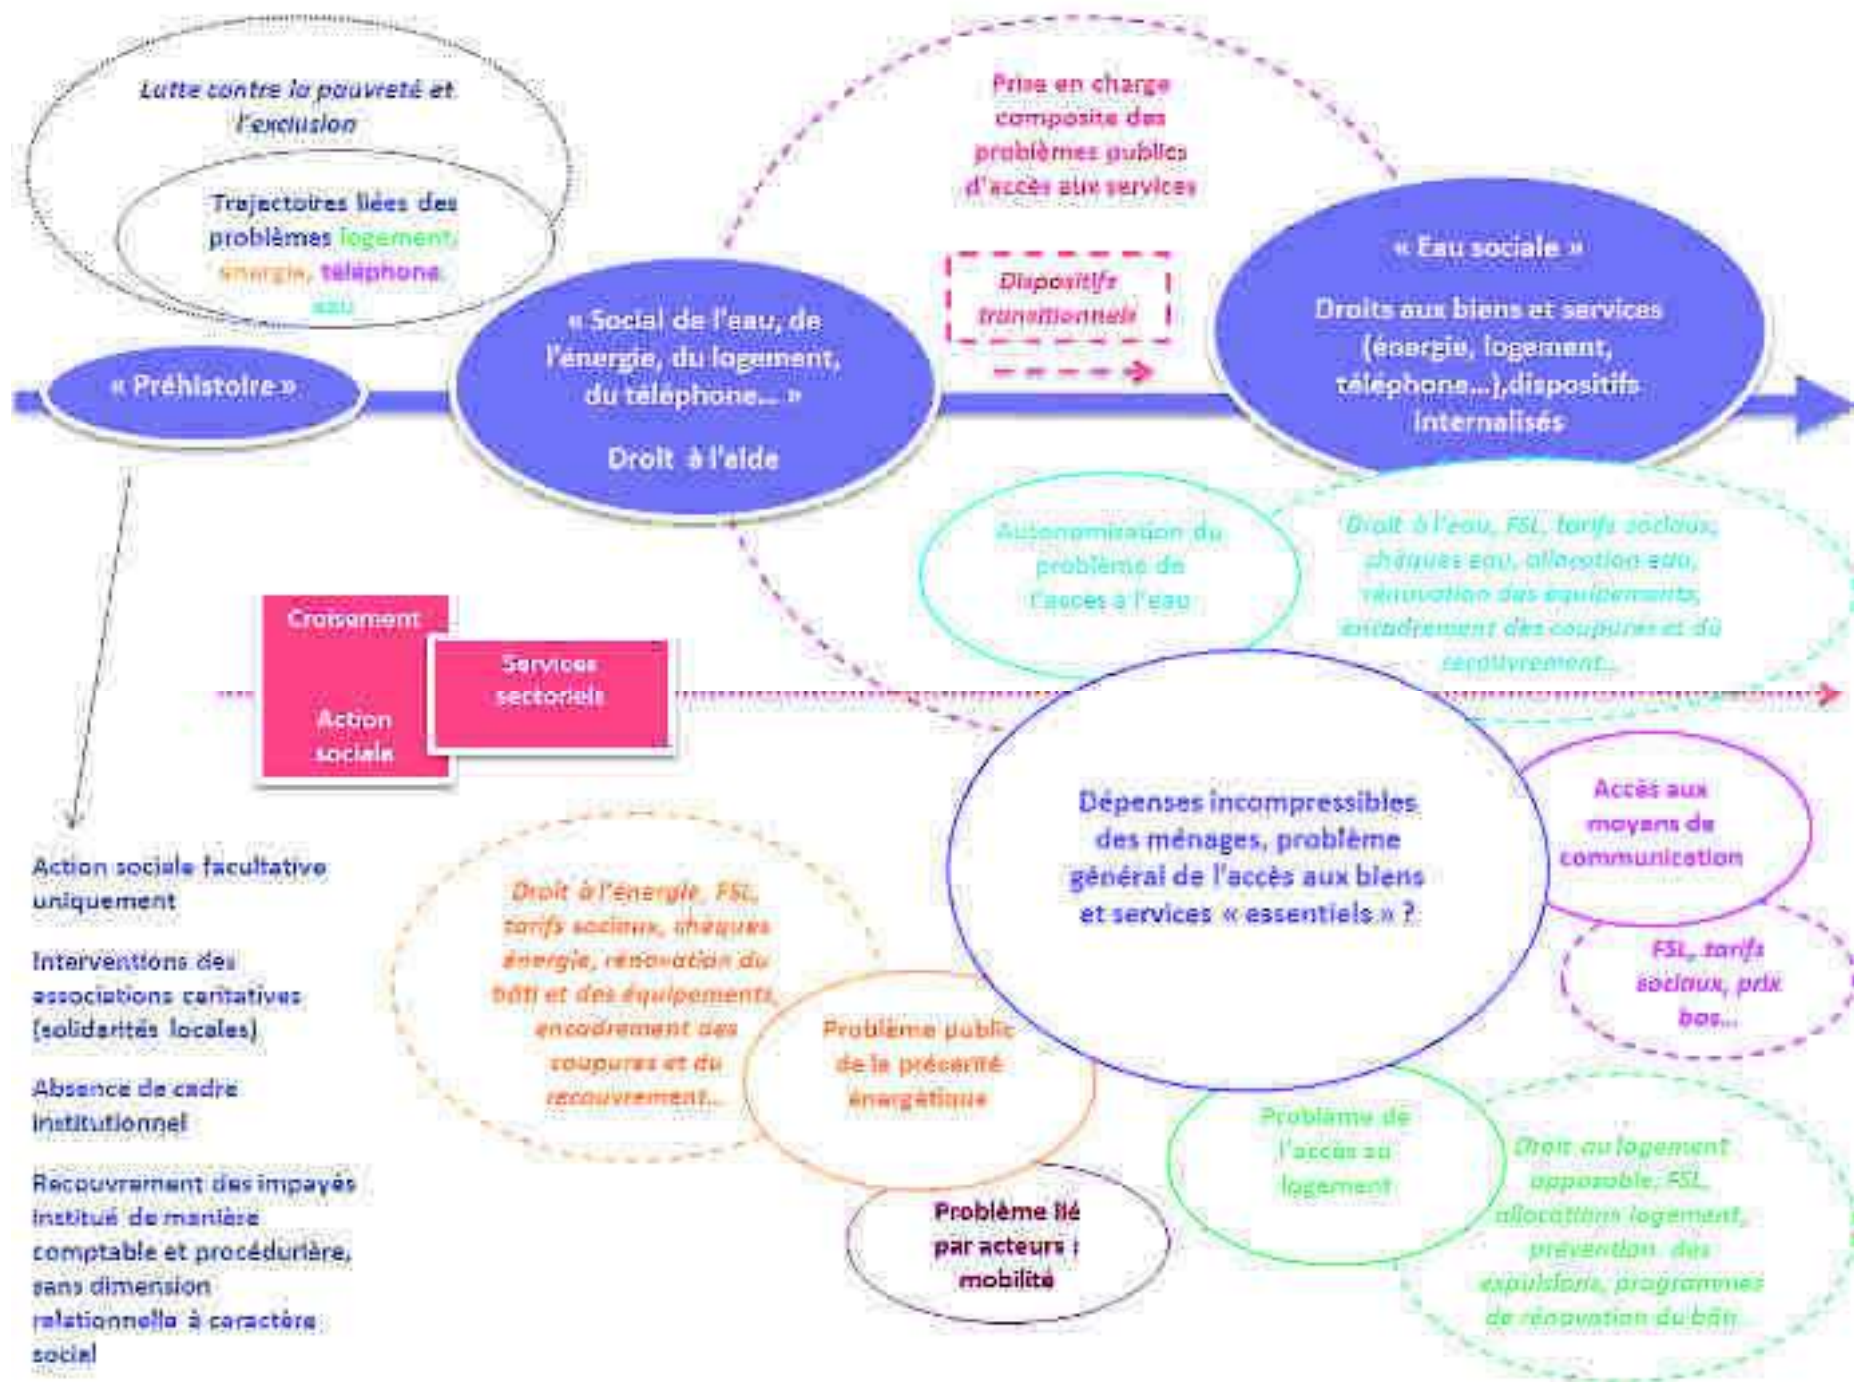 Lutte contre la pauvreté et
l'exclusion
Trajectoires liées des
problèmes logement,
énergie, téléphone
eau
« Préhistoire »
« Social de l'eau, de
l'énergie, du logement,
du téléphone... »
Droit à l'aide
Prise en charge
composite des
problèmes publics
d'accès aux services
Dispositifs
transitionnels
« Eau sociale »
Droits aux biens et services
(énergie, logement,
téléphone...),dispositifs
internalisés
Autonomisation du
problème de
l'accès à l'eau
Droit à l'eau, FSL, tarifs sociaux,
chèques eau, allocation eau,
rénovation des équipements,
encadrement des coupures et du
recouvrement...
Croisement
Action
sociale
Services
sectoriels
Dépenses incompressibles
des ménages, problème
général de l'accès aux biens
et services « essentiels » ?
Accès aux
moyens de
communication
FSL, tarifs
sociaux, prix
bas...
Action sociale facultative
uniquement
Interventions des
associations caritatives
(solidarités locales)
Absence de cadre
institutionnel
Recouvrement des impayés
institué de manière
comptable et procédurière,
sans dimension
relationnelle à caractère
social
Droit à l'énergie, FSL,
tarifs sociaux, chèques
énergie, rénovation du
bâti et des équipements,
encadrement des
coupures et du
recouvrement...
Problème public
de la précarité
énergétique
Problème lié
par acteurs :
mobilité
Problème de
l'accès au
logement
Droit au logement
opposable, FSL,
allocations logement,
prévention des
expulsions, programmes
de rénovation du bâti...